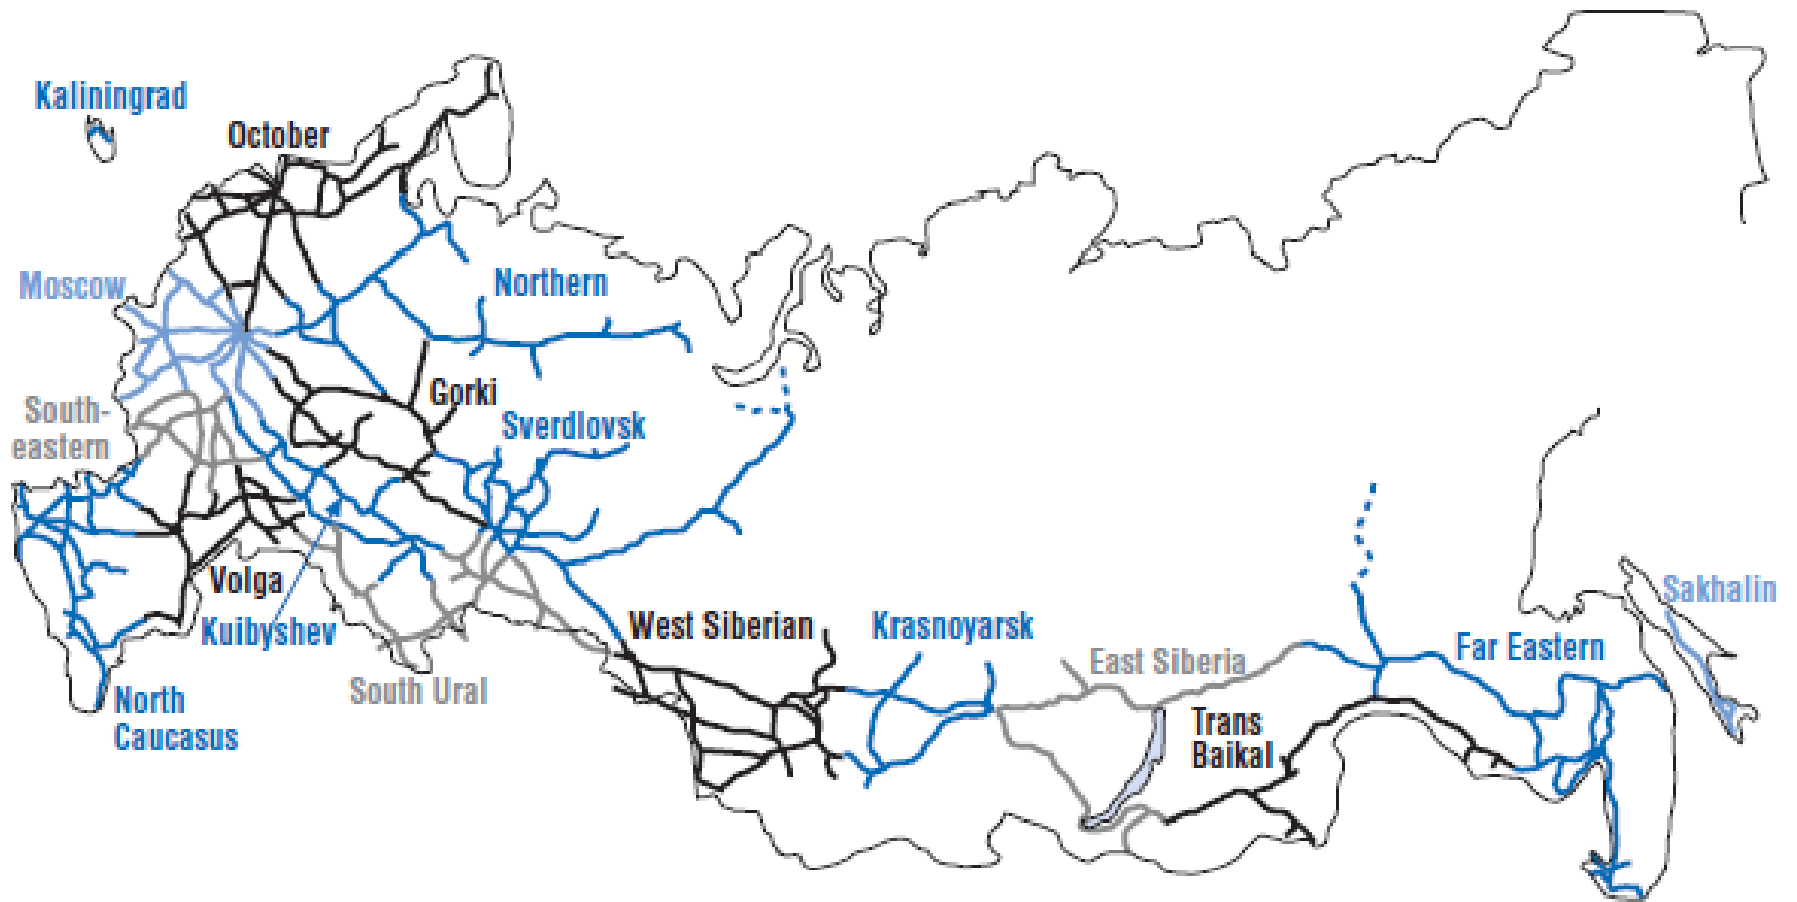 Kaliningrad
October
Moscow
Northern
Gorki
South-
eastern
Sverdlovsk
Volga
Kuibyshev
West Siberian
Krasnoyarsk
East Siberia
Far Eastern
Sakhalin
South Ural
North
Caucasus
Trans
Baikal